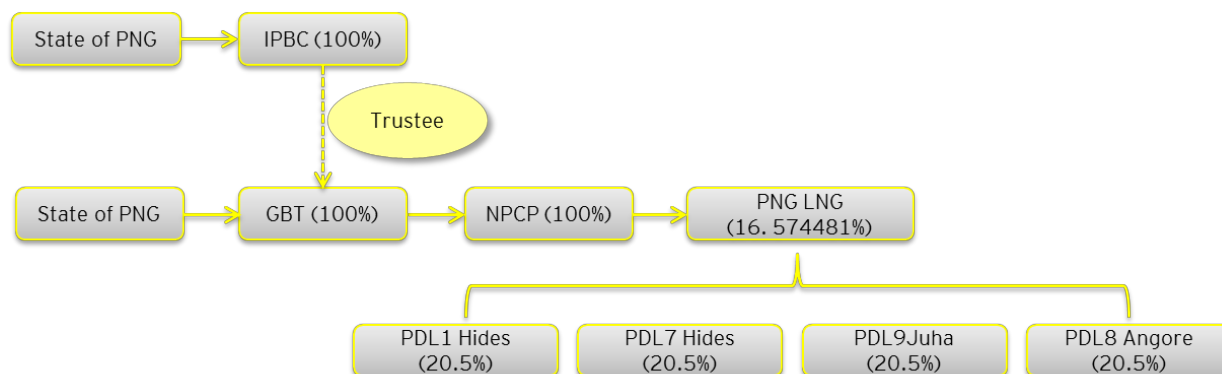 State of PNG
IPBC (100%)
Trustee
State of PNG
GBT (100%)
NPCP (100%)
PNG LNG
(16. 574481%)
PDL1 Hides
(20.5%)
PDL7 Hides
(20.5%)
PDL9Juha
(20.5%)
PDL8 Angore
(20.5%)